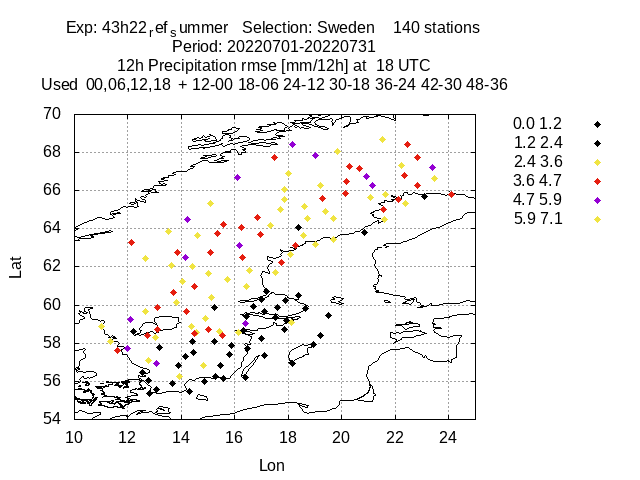 Exp: 43h22ref summer   Selection: Sweden    140 stations
Period: 20220701-20220731
12h Precipitation rmse [mm/12h] at  18 UTC
Used  00,06,12,18  + 12-00 18-06 24-12 30-18 36-24 42-30 48-36
70
68
66
64
62
60
58
56
54
10 12 14 16 18 20 22 24
Lat
Lon
0.0 1.2
1.2 2.4
2.4 3.6
3.6 4.7
4.7 5.9
5.9 7.1